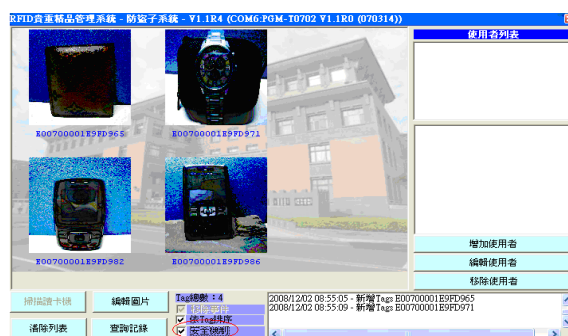 RFID貴重精品管理系統 - 防盜子系統 - V1.1R4 (COM6:PGM-T0702 V1.1R0 (070314))
使用者列表
E00700001E9FD965
E00700001E9FD971
E00700001E9FD982
E00700001E9FD986
增加使用者
編輯使用者
移除使用者
掃描讀卡機
編輯圖片
Tag總數：4
清除列表
查詢記錄
依Tag排序
安全機制
2008/12/02 08:55:05 - 新增Tag: E00700001E9FD965
2008/12/02 08:55:09 - 新增Tag: E00700001E9FD971